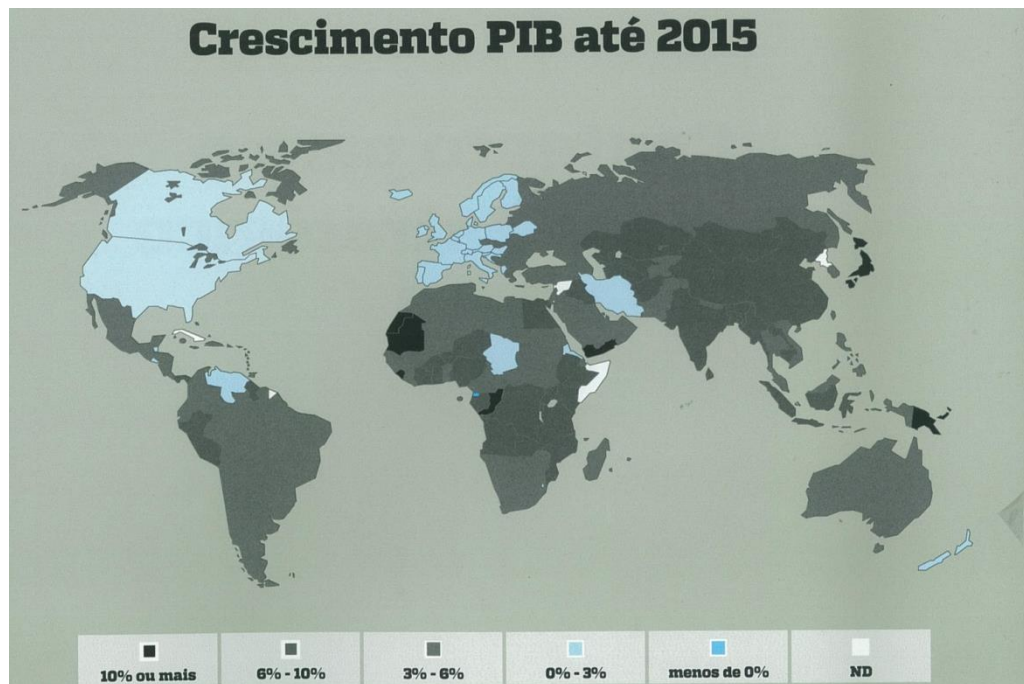 Crescimento PIB até 2015
10% ou mais
6% - 10%
3% - 6%
0% - 3%
menos de 0%
ND